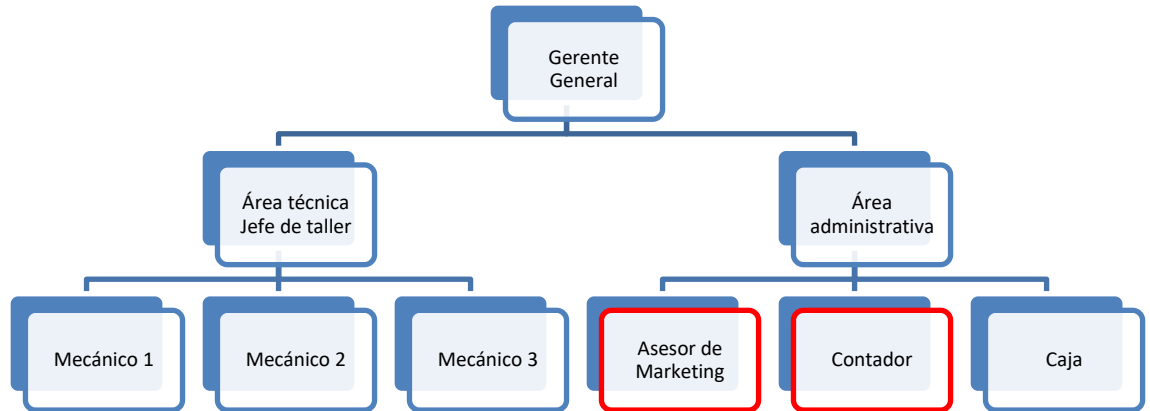 Gerente
General
Área técnica
Jefe de taller
Área
administrativa
Mecánico 1
Mecánico 2
Mecánico 3
Asesor de
Marketing
Contador
Caja